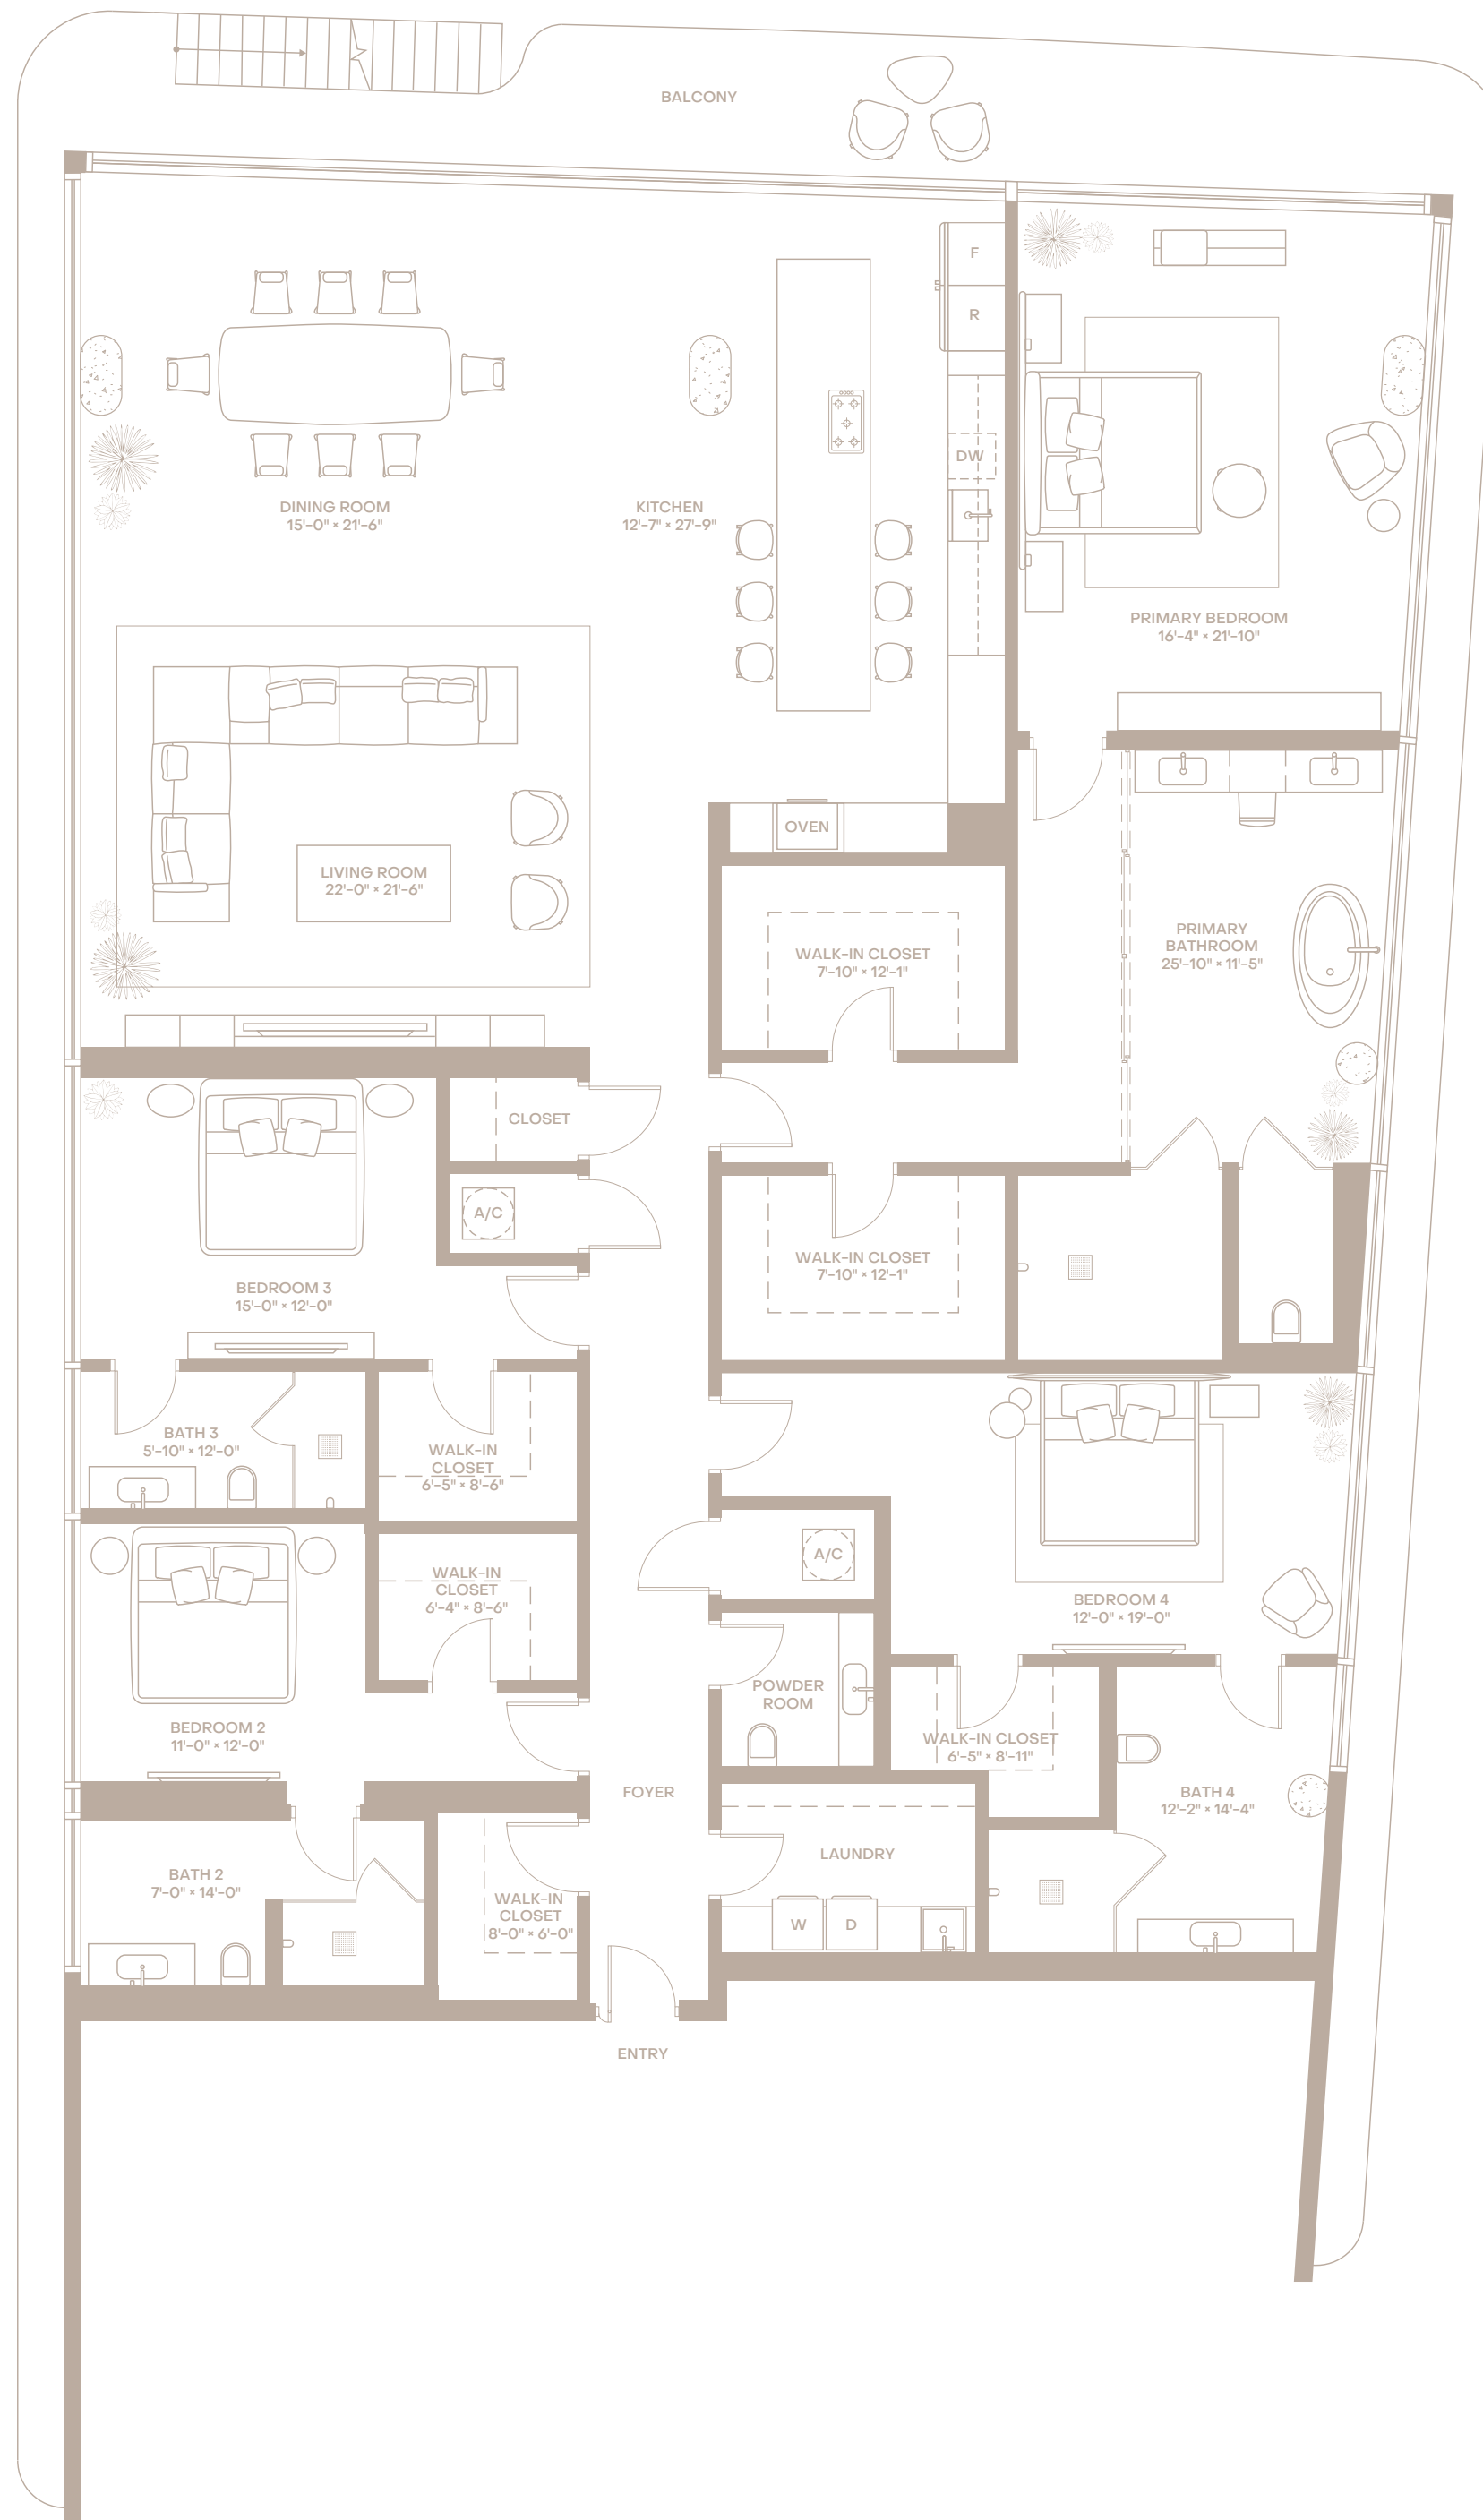 BALCONY
F
R
DW
DINING ROOM
15'-0" × 21'-6"
KITCHEN
12'-7" × 27'-9"
PRIMARY BEDROOM
16'-4" × 21'-10"
OVEN
LIVING ROOM
22'-0" × 21'-6"
WALK-IN CLOSET
7'-10" × 12'-1"
PRIMARY
BATHROOM
25'-10" × 11'-5"
CLOSET
A/C
WALK-IN CLOSET
7'-10" × 12'-1"
BEDROOM 3
15'-0" × 12'-0"
BATH 3
5'-10" × 12'-0"
WALK-IN
CLOSET
6'-5" × 8'-6"
WALK-IN
CLOSET
6'-4" × 8'-6"
A/C
BEDROOM 4
12'-0" × 19'-0"
POWDER
ROOM
BEDROOM 2
11'-0" × 12'-0"
WALK-IN CLOSET
6'-5" × 8'-11"
FOYER
BATH 4
12'-2" × 14'-4"
LAUNDRY
BATH 2
7'-0" × 14'-0"
WALK-IN
CLOSET
8'-0" × 6'-0"
W
D
ENTRY